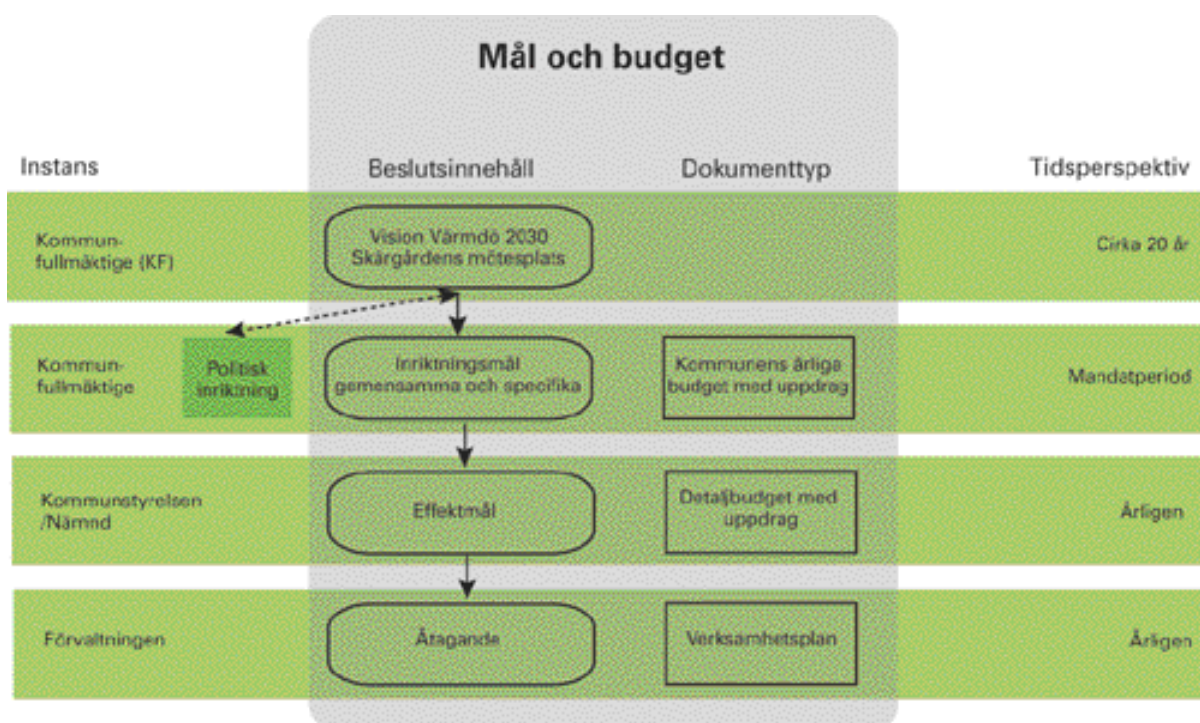 Mål och budget
Instans
Beslutsinnehåll
Dokumenttyp
Tidsperspektiv
Kommun-
fullmäktige (KF)
Vision Värmdö 2030
Skärgårdens mötesplats
Cirka 20 år
Kommun-
fullmäktige
Politisk
inriktning
Inriktningsmål
gemensamma och specifika
Kommunens årliga
budget med uppdrag
Mandatperiod
Kommunstyrelsen
/Nämnd
Effektmål
Detaljbudget med
uppdrag
Årligen
Förvaltningen
Åtagande
Verksamhetsplan
Årligen